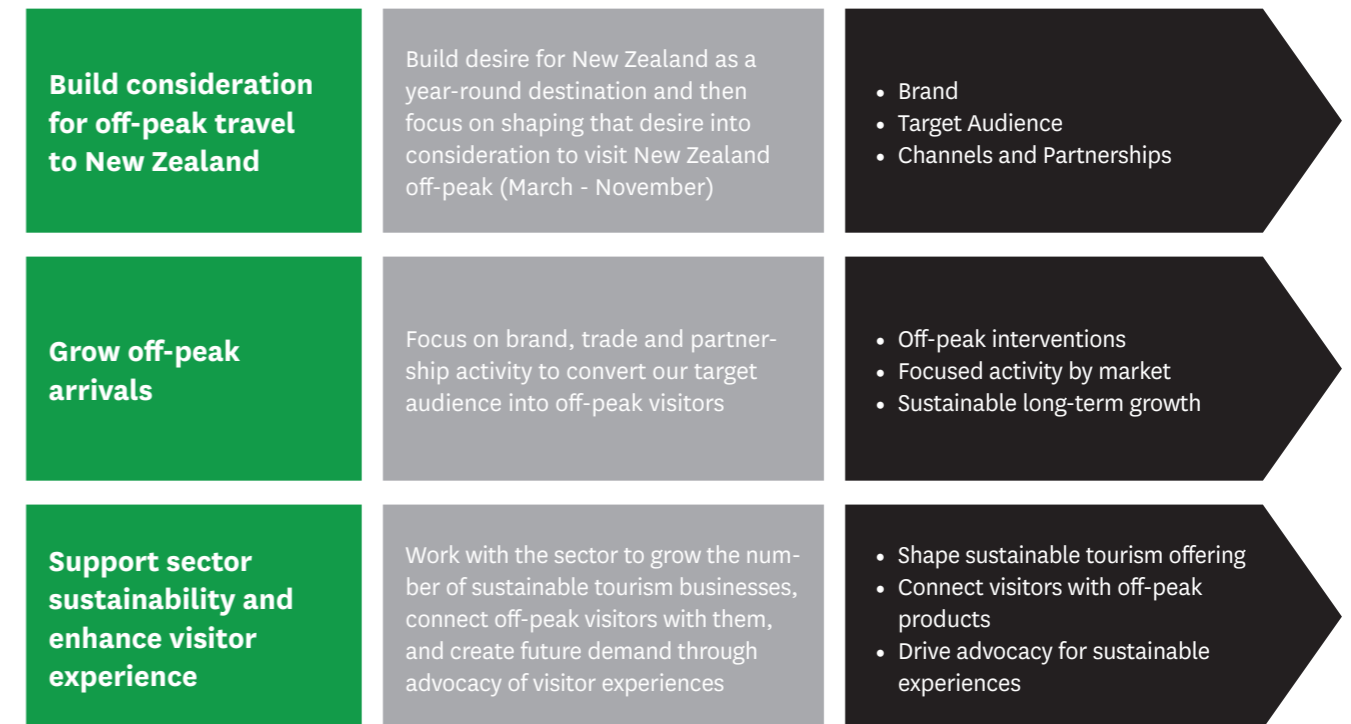 Build consideration
for off-peak travel
to New Zealand
Build desire for New Zealand as a
year-round destination and then
focus on shaping that desire into
consideration to visit New Zealand
off-peak (March - November)
• Brand
• Target Audience
• Channels and Partnerships
Grow off-peak
arrivals
Focus on brand, trade and partner-
ship activity to convert our target
audience into off-peak visitors
• Off-peak interventions
• Focused activity by market
• Sustainable long-term growth
Support sector
sustainability and
enhance visitor
experience
Work with the sector to grow the num-
ber of sustainable tourism businesses,
connect off-peak visitors with them,
and create future demand through
advocacy of visitor experiences
• Shape sustainable tourism offering
• Connect visitors with off-peak
products
• Drive advocacy for sustainable
experiences